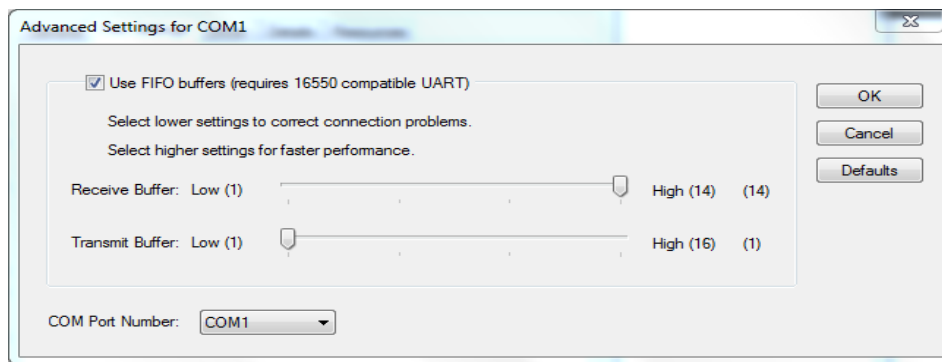 Advanced Settings for COM1
Details Resources
Use FIFO buffers (requires 16550 compatible UART)
OK
Select lower settings to correct connection problems.
Cancel
Select higher settings for faster performance.
Defaults
Receive Buffer: Low (1) High (14) (14)
Transmit Buffer: Low (1) High (16) (1)
COM Port Number: COM1